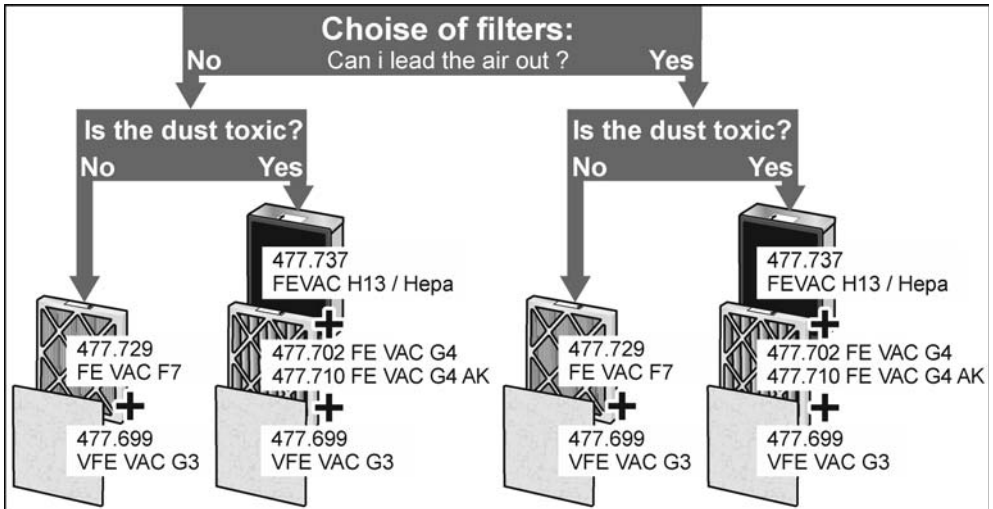 Choise of filters:
No Can i lead the air out ? Yes
Is the dust toxic?
No Yes
477.729
FE VAC F7
477.699
VFE VAC G3
477.737
FEVAC H13 / Hepa
477.702 FE VAC G4
477.710 FE VAC G4 AK
477.699
VFE VAC G3
Is the dust toxic?
No Yes
477.729
FE VAC F7
477.699
VFE VAC G3
477.737
FEVAC H13 / Hepa
477.702 FE VAC G4
477.710 FE VAC G4 AK
477.699
VFE VAC G3